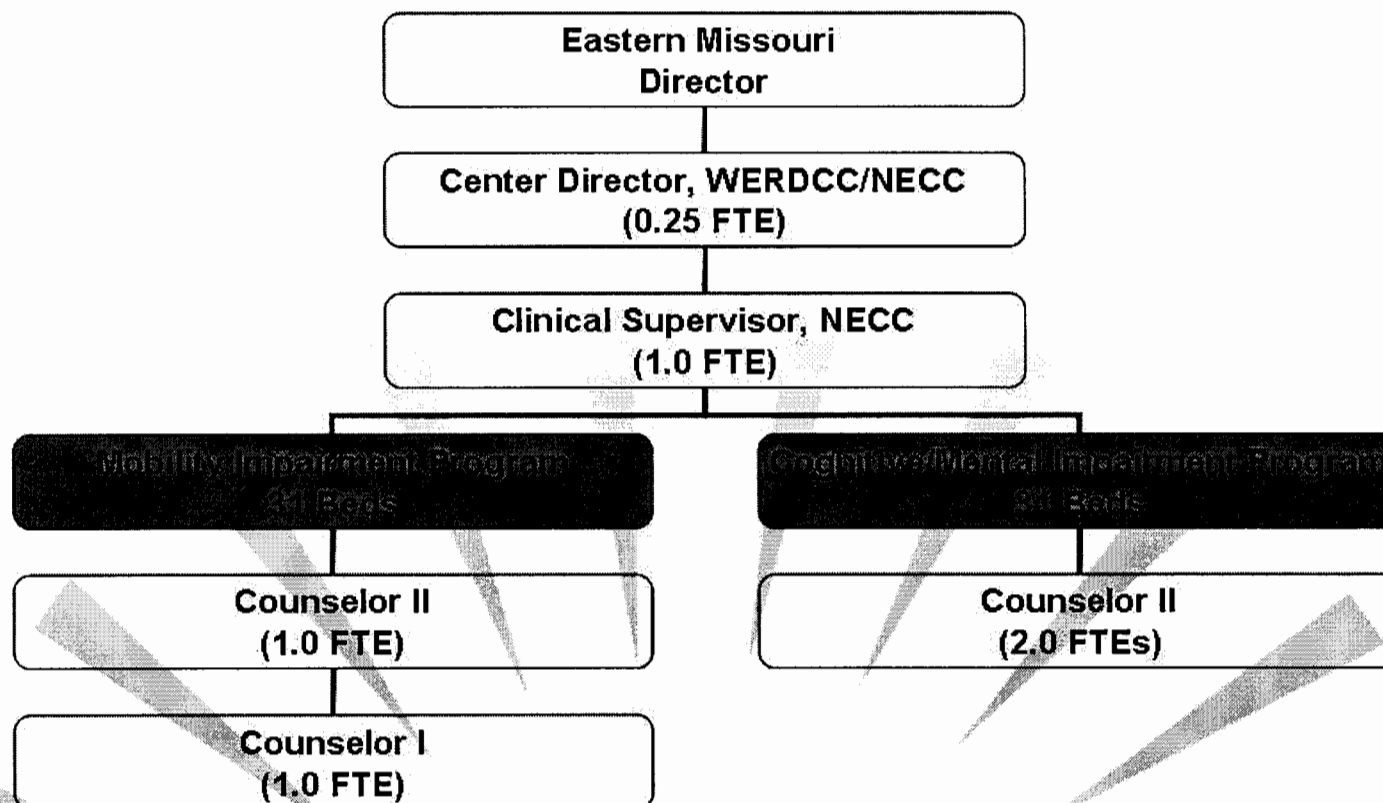 Eastern Missouri
Director
Center Director, WERDCC/NECC
(0.25 FTE)
Clinical Supervisor, NECC
(1.0 FTE)
Mobility Impairment Program
31 Beds
Cognitive/Mental Impairment Program
Beds
Counselor II
(1.0 FTE)
Counselor II
(2.0 FTEs)
Counselor I
(1.0 FTE)